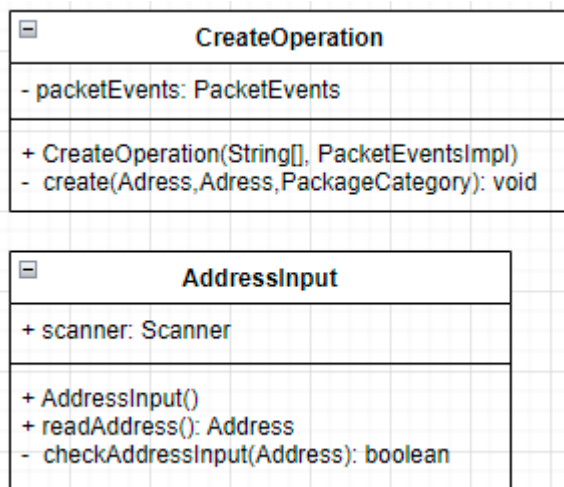 CreateOperation
- packetEvents: PacketEvents
+ CreateOperation(String[], PacketEventsImpl)
- create(Adress,Adress,PackageCategory): void
AddressInput
+ scanner: Scanner
+ AddressInput()
+ readAddress(): Address
- checkAddressInput(Address): boolean